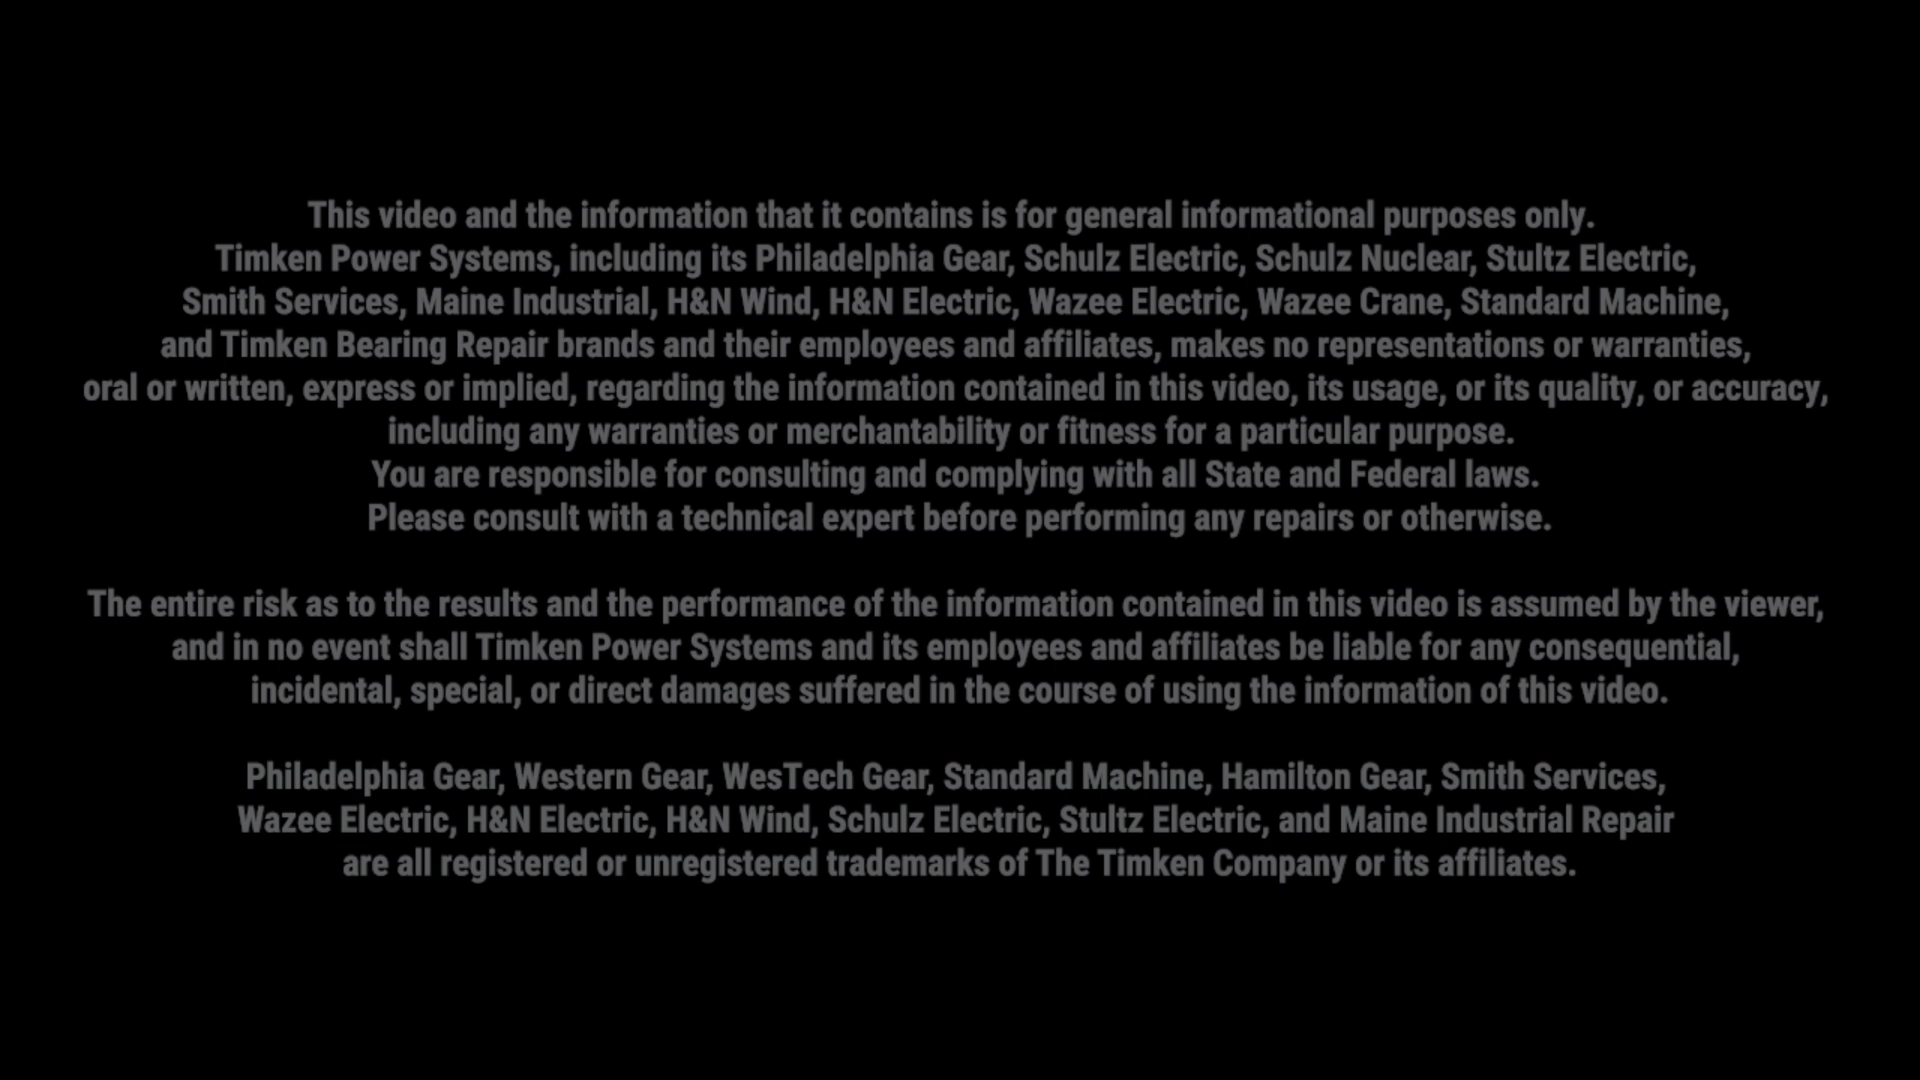 This video and the information that it contains is for general informational purposes only.
Timken Power Systems, including its Philadelphia Gear, Schulz Electric, Schulz Nuclear, Stultz Electric,
Smith Services, Maine Industrial, H&N Wind, H&N Electric, Wazee Electric, Wazee Crane, Standard Machine,
and Timken Bearing Repair brands and their employees and affiliates, makes no representations or warranties,
oral or written, express or implied, regarding the information contained in this video, its usage, or its quality, or accuracy,
including any warranties or merchantability or fitness for a particular purpose.
You are responsible for consulting and complying with all State and Federal laws.
Please consult with a technical expert before performing any repairs or otherwise.
The entire risk as to the results and the performance of the information contained in this video is assumed by the viewer,
and in no event shall Timken Power Systems and its employees and affiliates be liable for any consequential,
incidental, special, or direct damages suffered in the course of using the information of this video.
Philadelphia Gear, Western Gear, WesTech Gear, Standard Machine, Hamilton Gear, Smith Services,
Wazee Electric, H&N Electric, H&N Wind, Schulz Electric, Stultz Electric, and Maine Industrial Repair
are all registered or unregistered trademarks of The Timken Company or its affiliates.